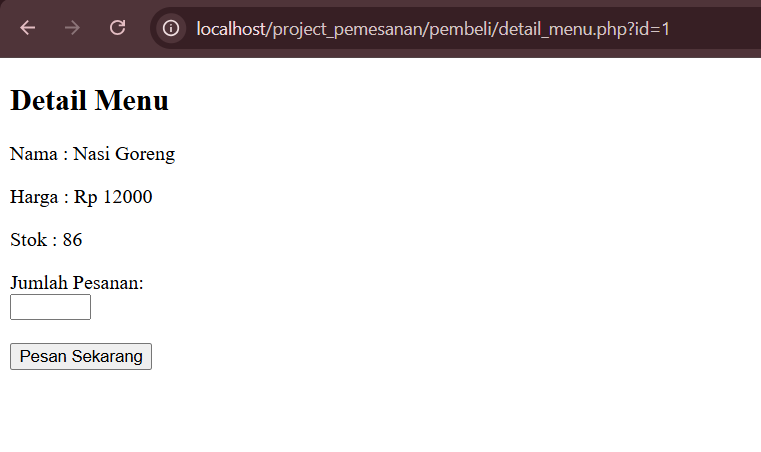 localhost/project_pemesanan/pembeli/detail_menu.php?id=1
Detail Menu
Nama : Nasi Goreng
Harga : Rp 12000
Stok : 86
Jumlah Pesanan:
Pesan Sekarang